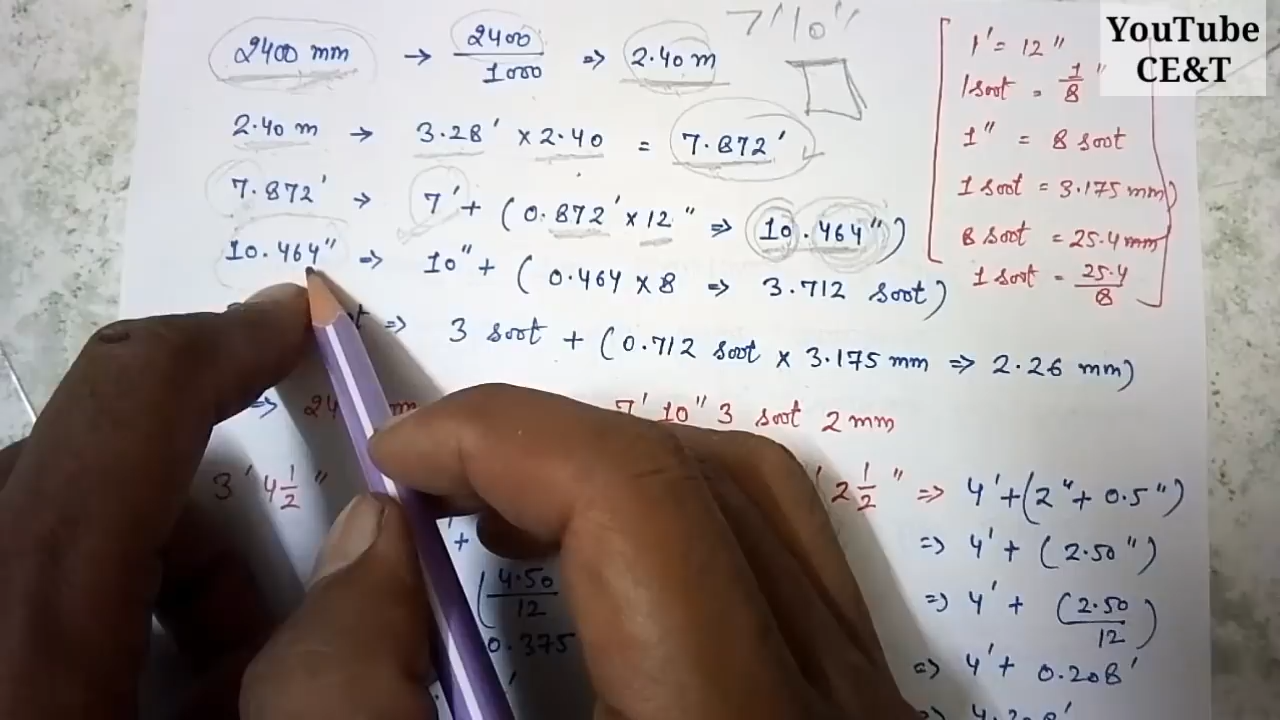 YouTube
CE&T
7'10"
2400 mm → 2400/1000 ⇒ 2.40 m
2.40 m → 3.28' × 2.40 = 7.872'
7.872' → 7' + (0.872' × 12" ⇒ 10.464")
10.464" ⇒ 10" + (0.464 × 8 ⇒ 3.712 soot)
⇒ 3 soot + (0.712 soot × 3.175 mm ⇒ 2.26 mm)
⇒ 24 m 7' 10" 3 soot 2 mm
1' = 12"
1 soot = 1/8"
1" = 8 soot
1 soot = 3.175 mm
8 soot = 25.4 mm
1 soot = 25.4/8
3' 4 1/2"
' +
(4.50/12
0.375
' 2 1/2" ⇒ 4' + (2" + 0.5")
⇒ 4' + (2.50")
⇒ 4' + (2.50/12)
⇒ 4' + 0.208'
⇒ 4.208'